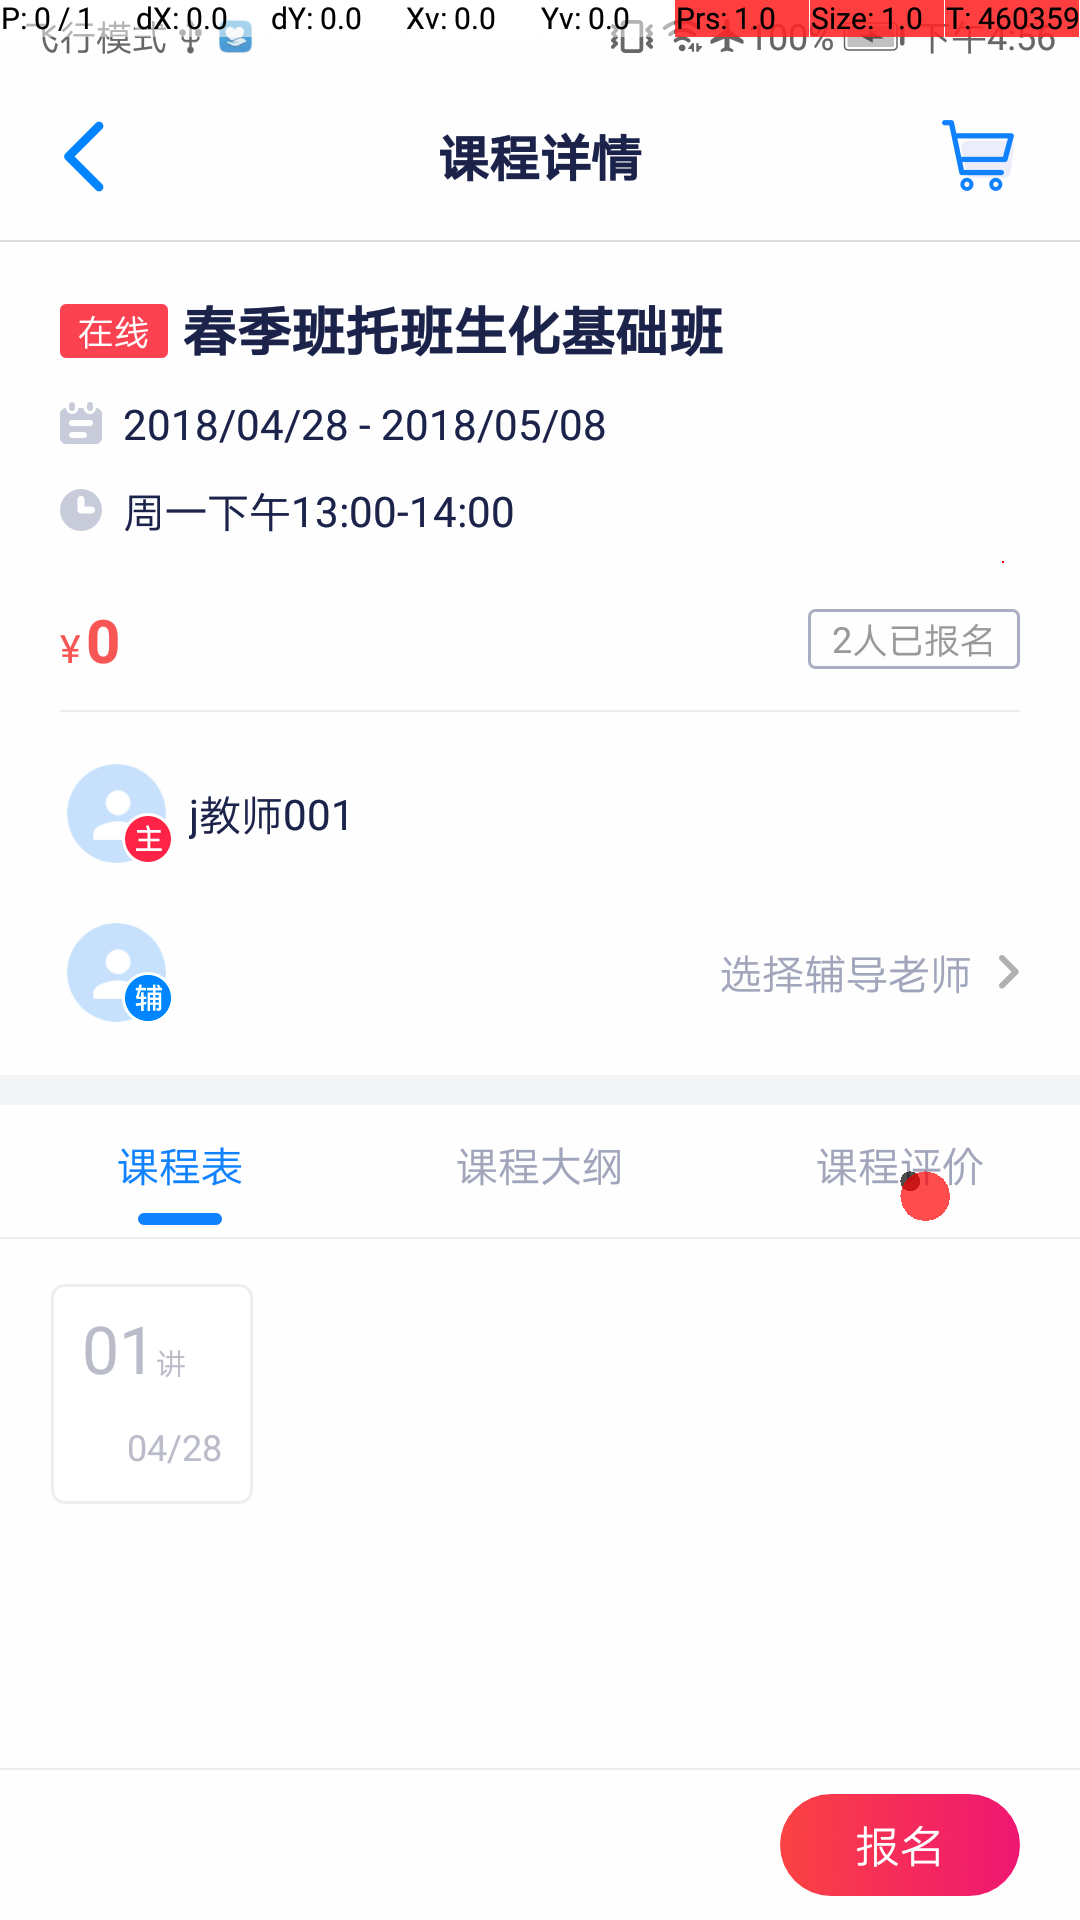 P: 0 / 1 dX: 0.0 dY: 0.0 Xv: 0.0 Yv: 0.0 Prs: 1.0 Size: 1.0 T: 460359
飞行模式 100% 下午4:56
课程详情
在线 春季班托班生化基础班
2018/04/28 - 2018/05/08
周一下午13:00-14:00
¥0 2人已报名
主 j教师001
辅 选择辅导老师
课程表 课程大纲 课程评价
01讲
04/28
报名